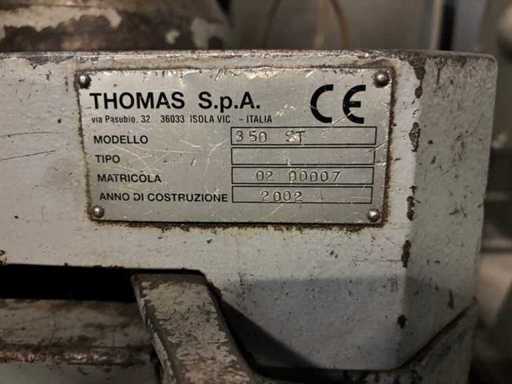 THOMAS S.p.A. CE
via Pasubio, 32 36033 ISOLA VIC. - ITALIA
MODELLO 350 ST
TIPO
MATRICOLA 02 00007
ANNO DI COSTRUZIONE 2002